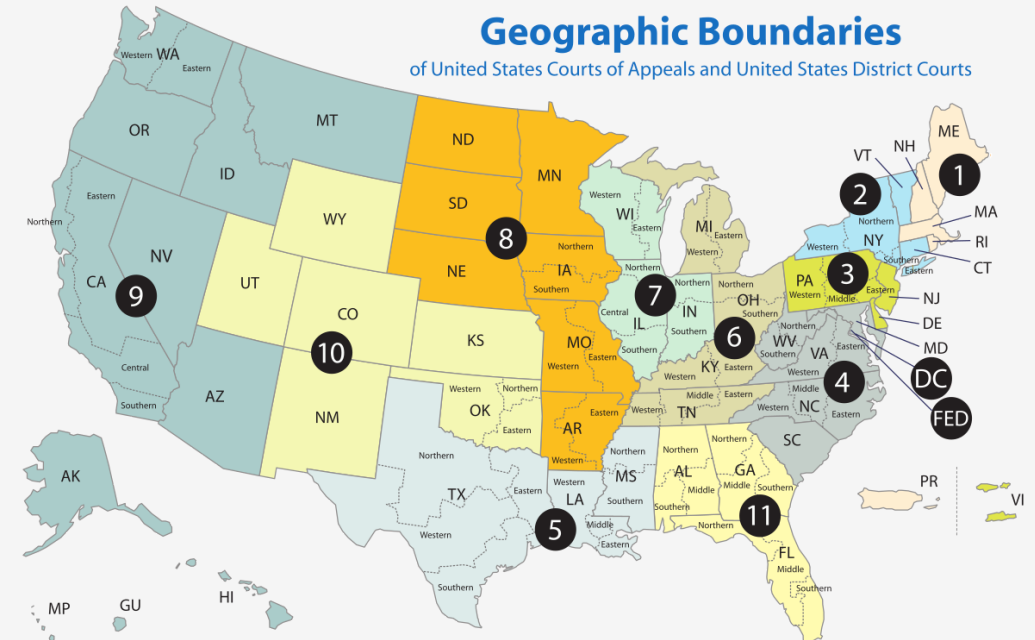 Geographic Boundaries
of United States Courts of Appeals and United States District Courts
Western
WA
Eastern
OR
ID
MT
ND
MN
SD
NE
8
Northern
IA
Southern
WY
Northern
Eastern
NV
CA
9
Central
Southern
UT
CO
10
KS
AZ
NM
Western
Northern
OK
Eastern
MO
Eastern
Western
Eastern
AR
Western
Western
WI
Eastern
Northern
7
Central
IL
Southern
Northern
IN
Southern
MI
Eastern
Western
Northern
OH
Southern
6
KY
Eastern
Western
Middle
Eastern
Western
TN
VT
NH
ME
1
2
MA
Northern
RI
Western
NY
Southern
CT
Eastern
3
PA
Western
Middle
Eastern
NJ
DE
MD
DC
FED
Northern
WV
Southern
VA
Eastern
Western
4
Middle
Western
NC
Eastern
SC
Northern
TX
Eastern
Western
Southern
Western
LA
5
Middle
Eastern
Northern
MS
Southern
Northern
AL
Middle
Southern
Northern
GA
Middle
Southern
11
Northern
FL
Middle
Southern
PR
VI
AK
HI
MP
GU